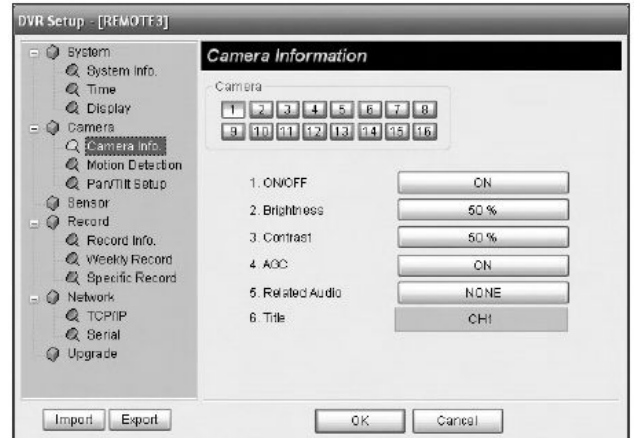 DVR Setup - [REMOTE3]
System
System Info.
Time
Display
Camera
Camera Info.
Motion Detection
Pan/Tilt Setup
Sensor
Record
Record Info.
Weekly Record
Specific Record
Network
TCP/IP
Serial
Upgrade
Import Export
Camera Information
Camera
1 2 3 4 5 6 7 8
9 10 11 12 13 14 15 16
1. ON/OFF ON
2. Brightness 50 %
3. Contrast 50 %
4. AGC ON
5. Related Audio NONE
6. Title CH1
OK Cancel